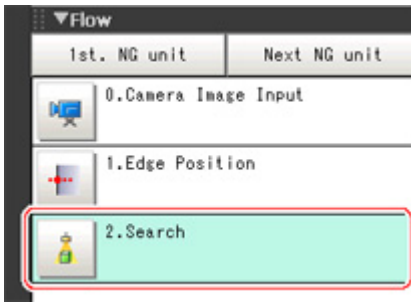 ▼Flow
1st. NG unit Next NG unit
0.Camera Image Input
1.Edge Position
2.Search